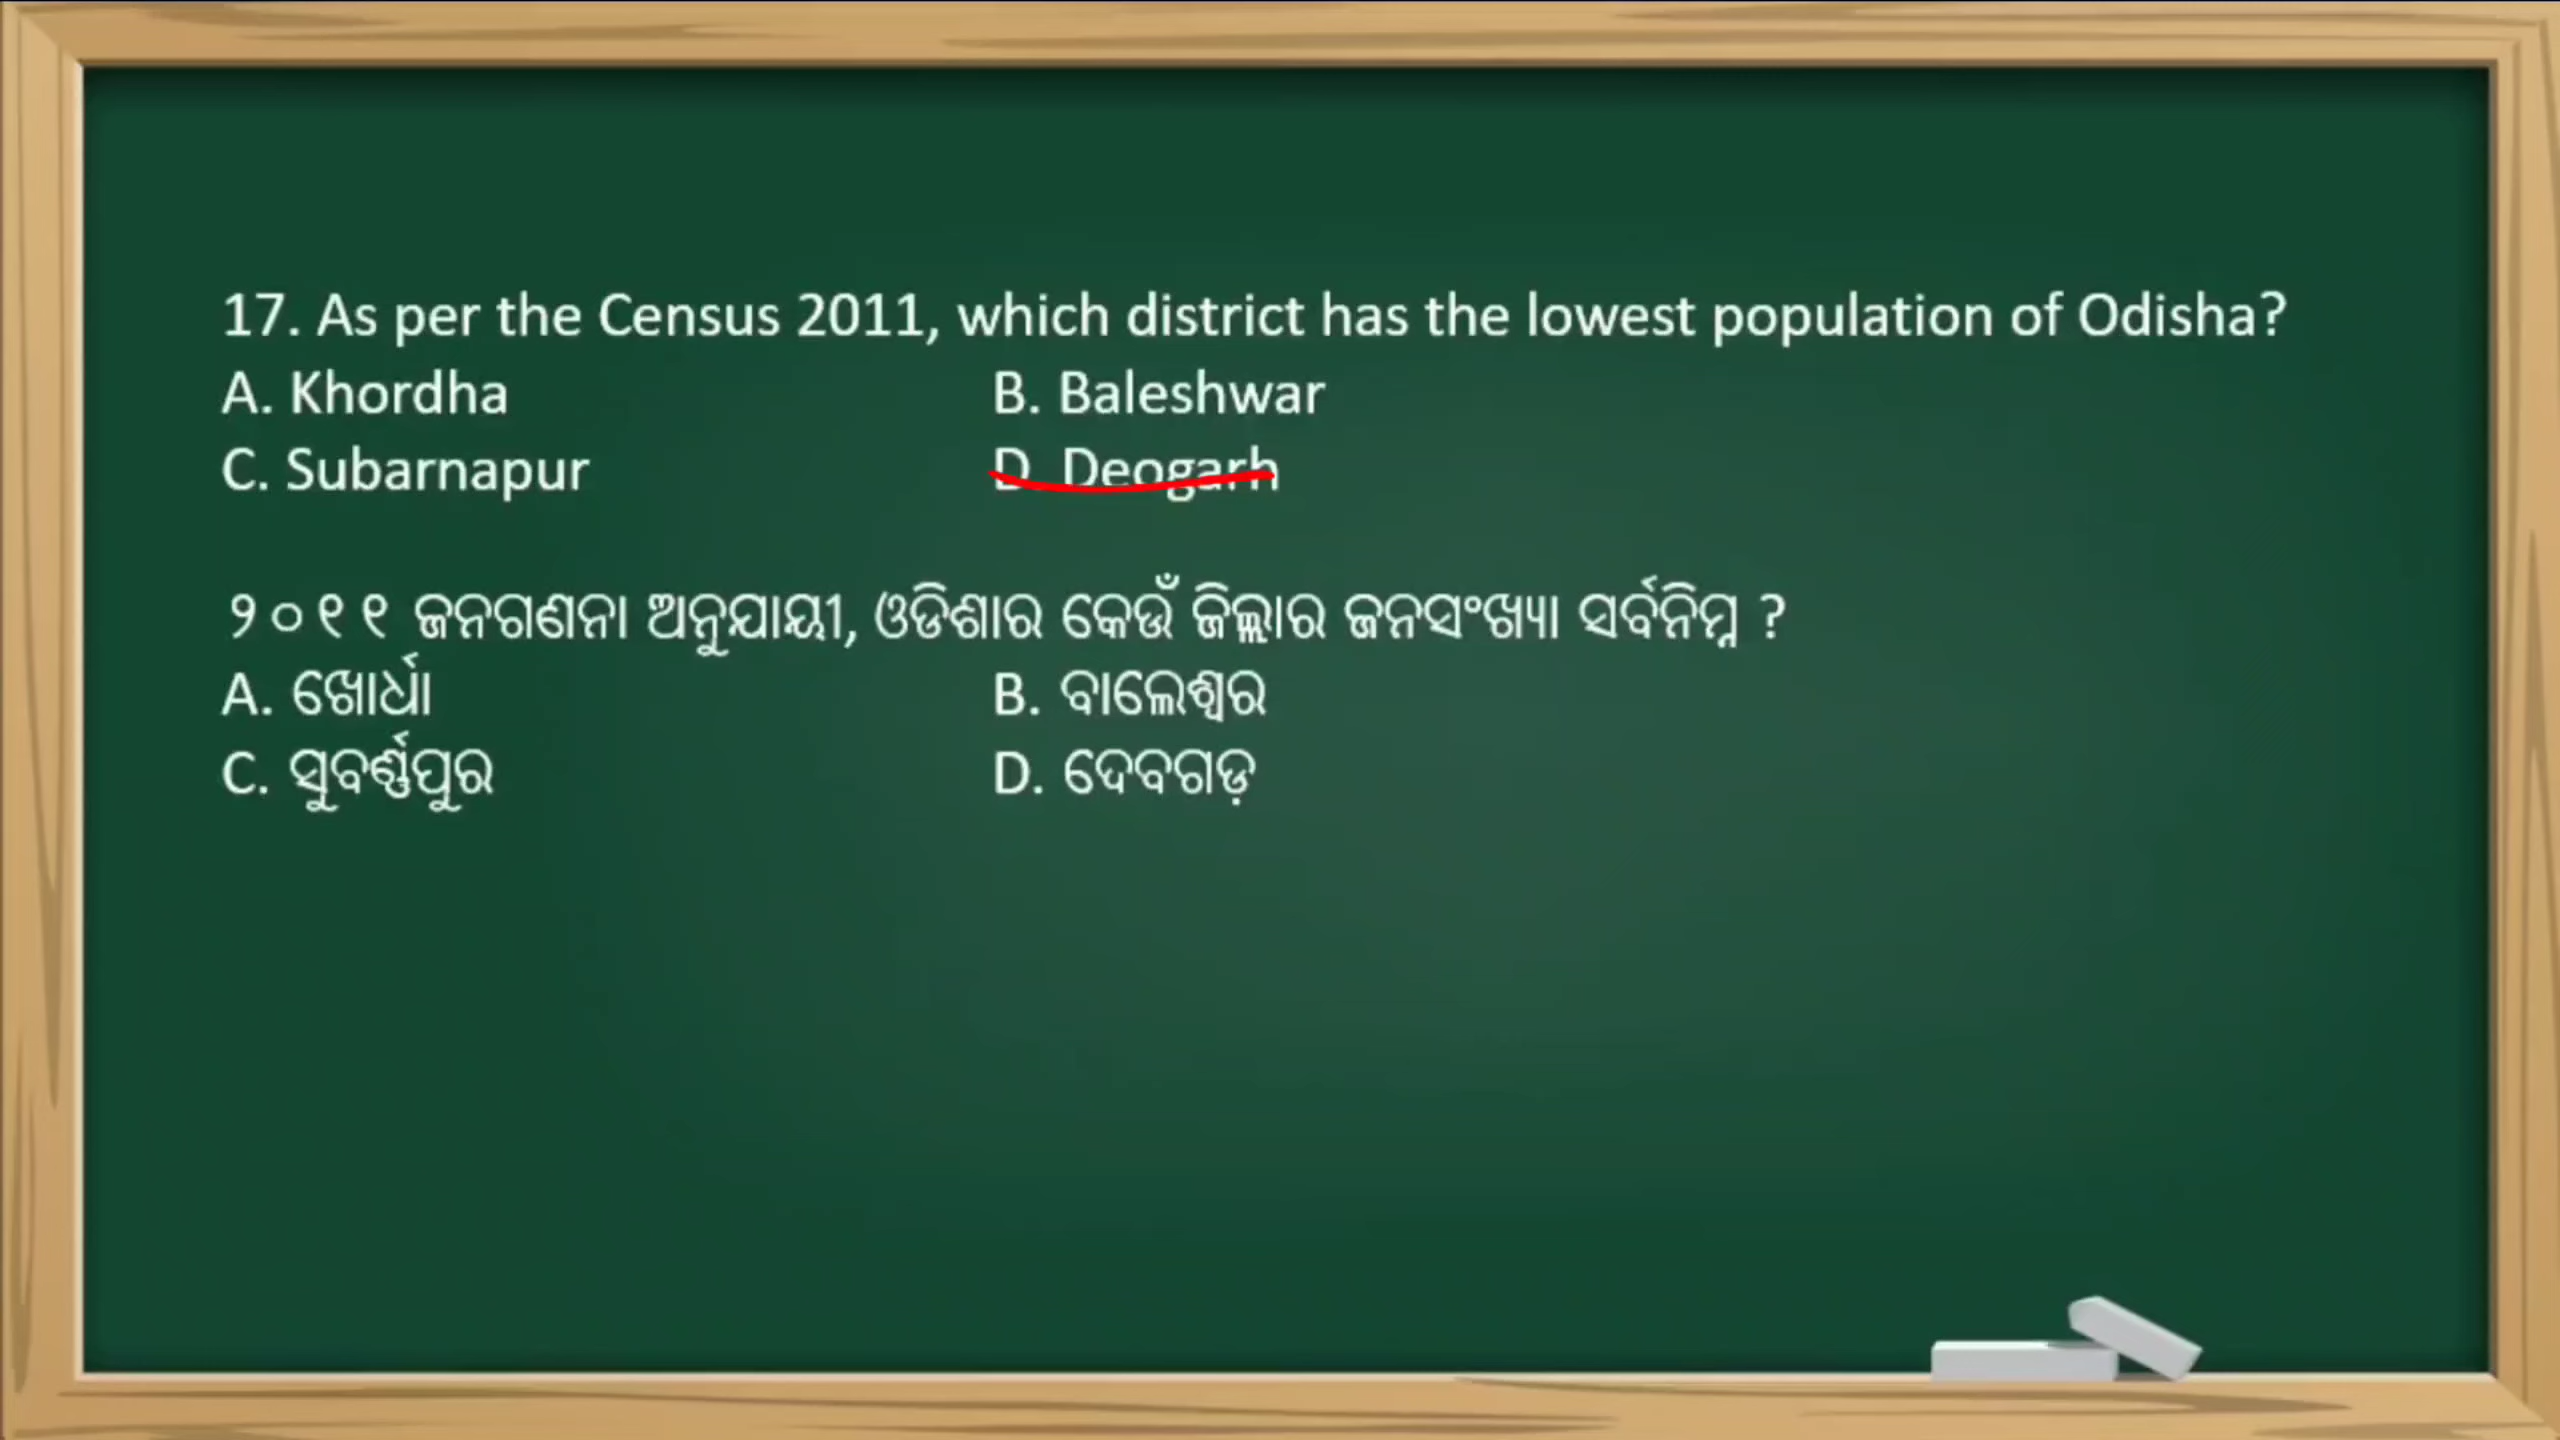 17. As per the Census 2011, which district has the lowest population of Odisha?
A. Khordha B. Baleshwar
C. Subarnapur D. Deogarh
୨୦୧୧ ଜନଗଣନା ଅନୁଯାୟୀ, ଓଡିଶାର କେଉଁ ଜିଲ୍ଲାର ଜନସଂଖ୍ୟା ସର୍ବନିମ୍ନ ?
A. ଖୋର୍ଧା B. ବାଲେଶ୍ୱର
C. ସୁବର୍ଣ୍ଣପୁର D. ଦେବଗଡ଼